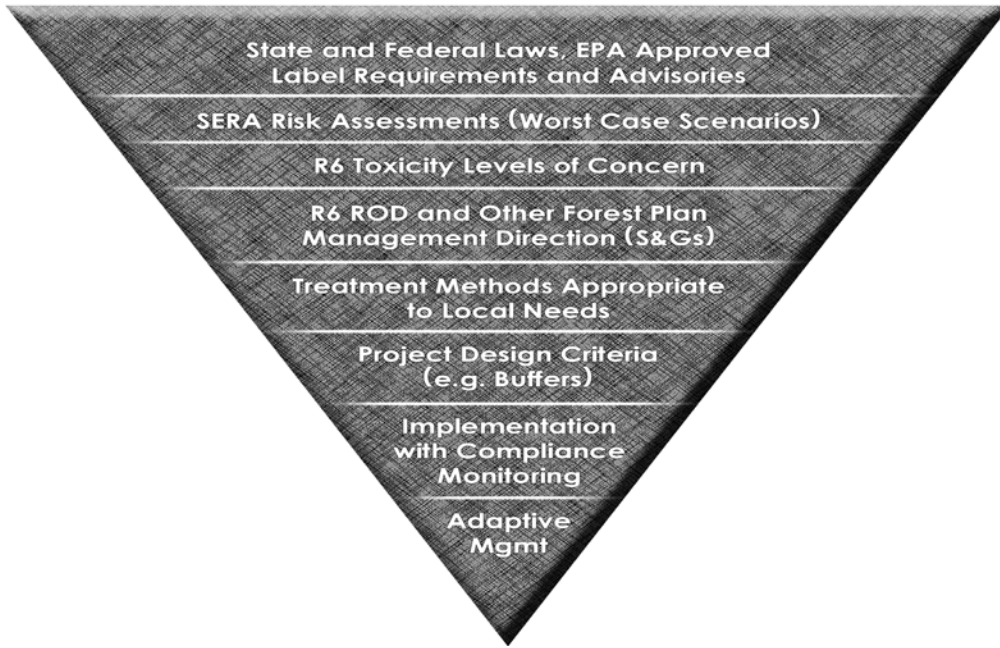 State and Federal Laws, EPA Approved
Label Requirements and Advisories
SERA Risk Assessments (Worst Case Scenarios)
R6 Toxicity Levels of Concern
R6 ROD and Other Forest Plan
Management Direction (S&Gs)
Treatment Methods Appropriate
to Local Needs
Project Design Criteria
(e.g. Buffers)
Implementation
with Compliance
Monitoring
Adaptive
Mgmt